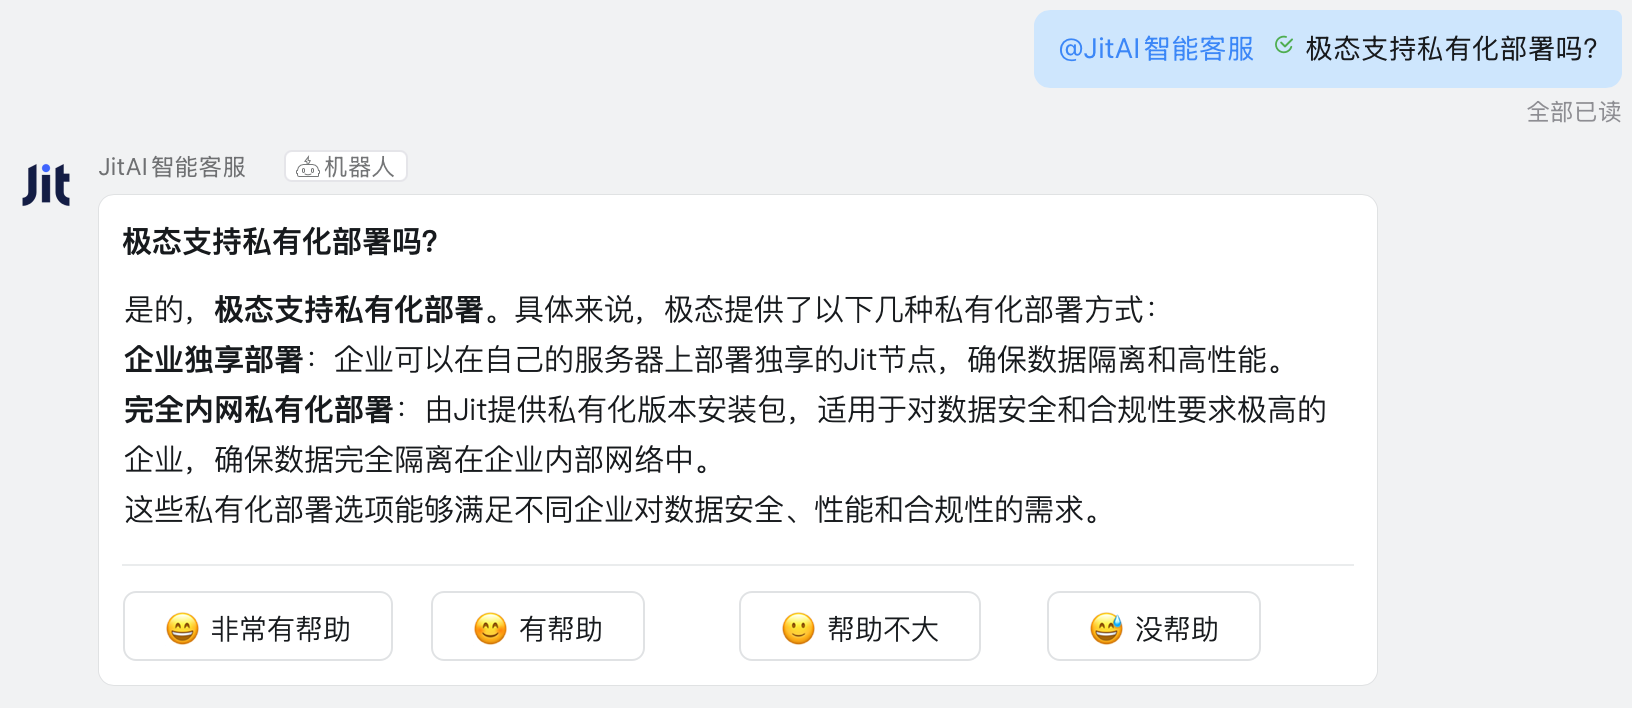 @JitAI智能客服 极态支持私有化部署吗?
全部已读
Jit
JitAI智能客服 机器人
极态支持私有化部署吗?
是的，极态支持私有化部署。具体来说，极态提供了以下几种私有化部署方式：
企业独享部署：企业可以在自己的服务器上部署独享的Jit节点，确保数据隔离和高性能。
完全内网私有化部署：由Jit提供私有化版本安装包，适用于对数据安全和合规性要求极高的
企业，确保数据完全隔离在企业内部网络中。
这些私有化部署选项能够满足不同企业对数据安全、性能和合规性的需求。
😄 非常有帮助 😊 有帮助 🙂 帮助不大 😅 没帮助